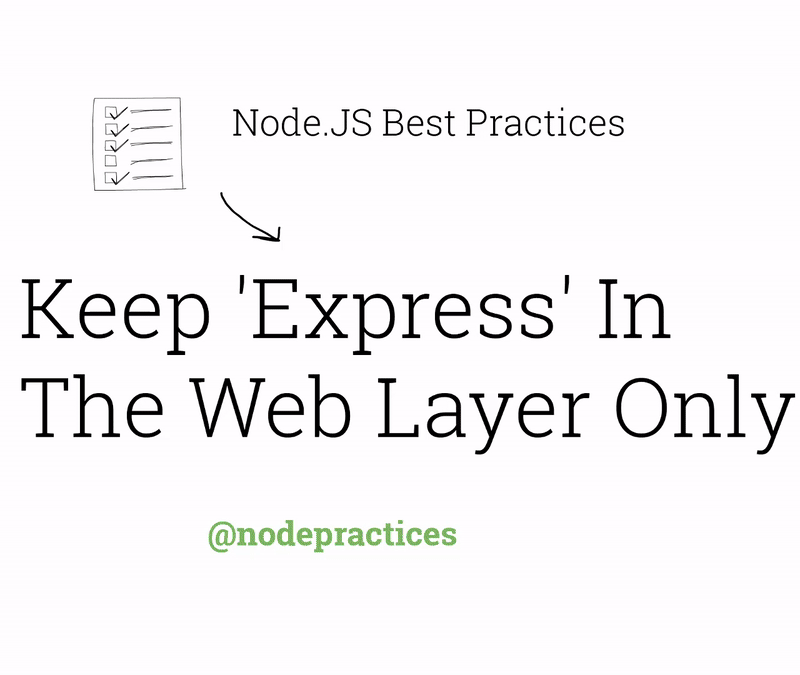 Node.JS Best Practices
Keep 'Express' In
The Web Layer Only
@nodepractices